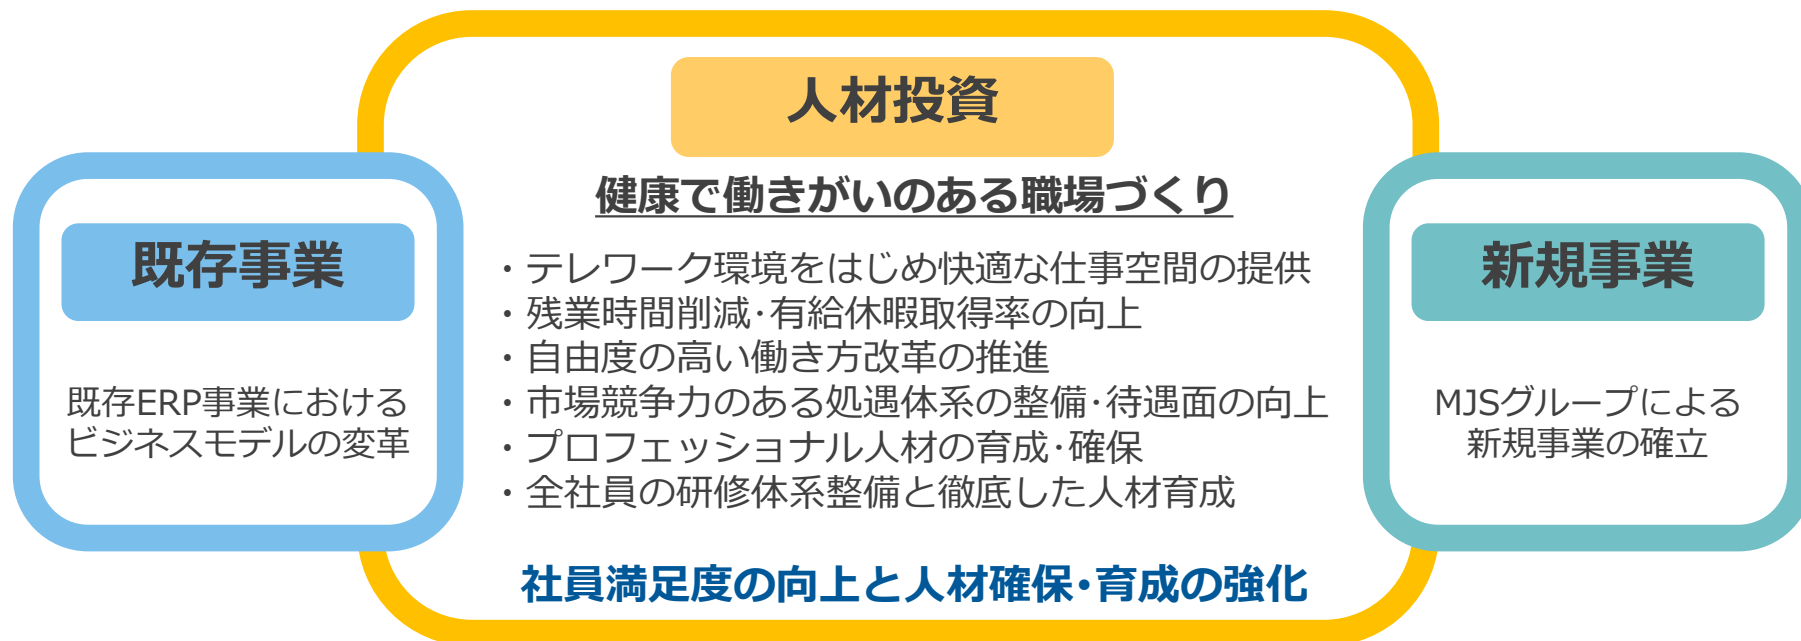 人材投資
健康で働きがいのある職場づくり
・テレワーク環境をはじめ快適な仕事空間の提供
・残業時間削減･有給休暇取得率の向上
・自由度の高い働き方改革の推進
・市場競争力のある処遇体系の整備･待遇面の向上
・プロフェッショナル人材の育成･確保
・全社員の研修体系整備と徹底した人材育成
社員満足度の向上と人材確保･育成の強化
既存事業
既存ERP事業における
ビジネスモデルの変革
新規事業
MJSグループによる
新規事業の確立